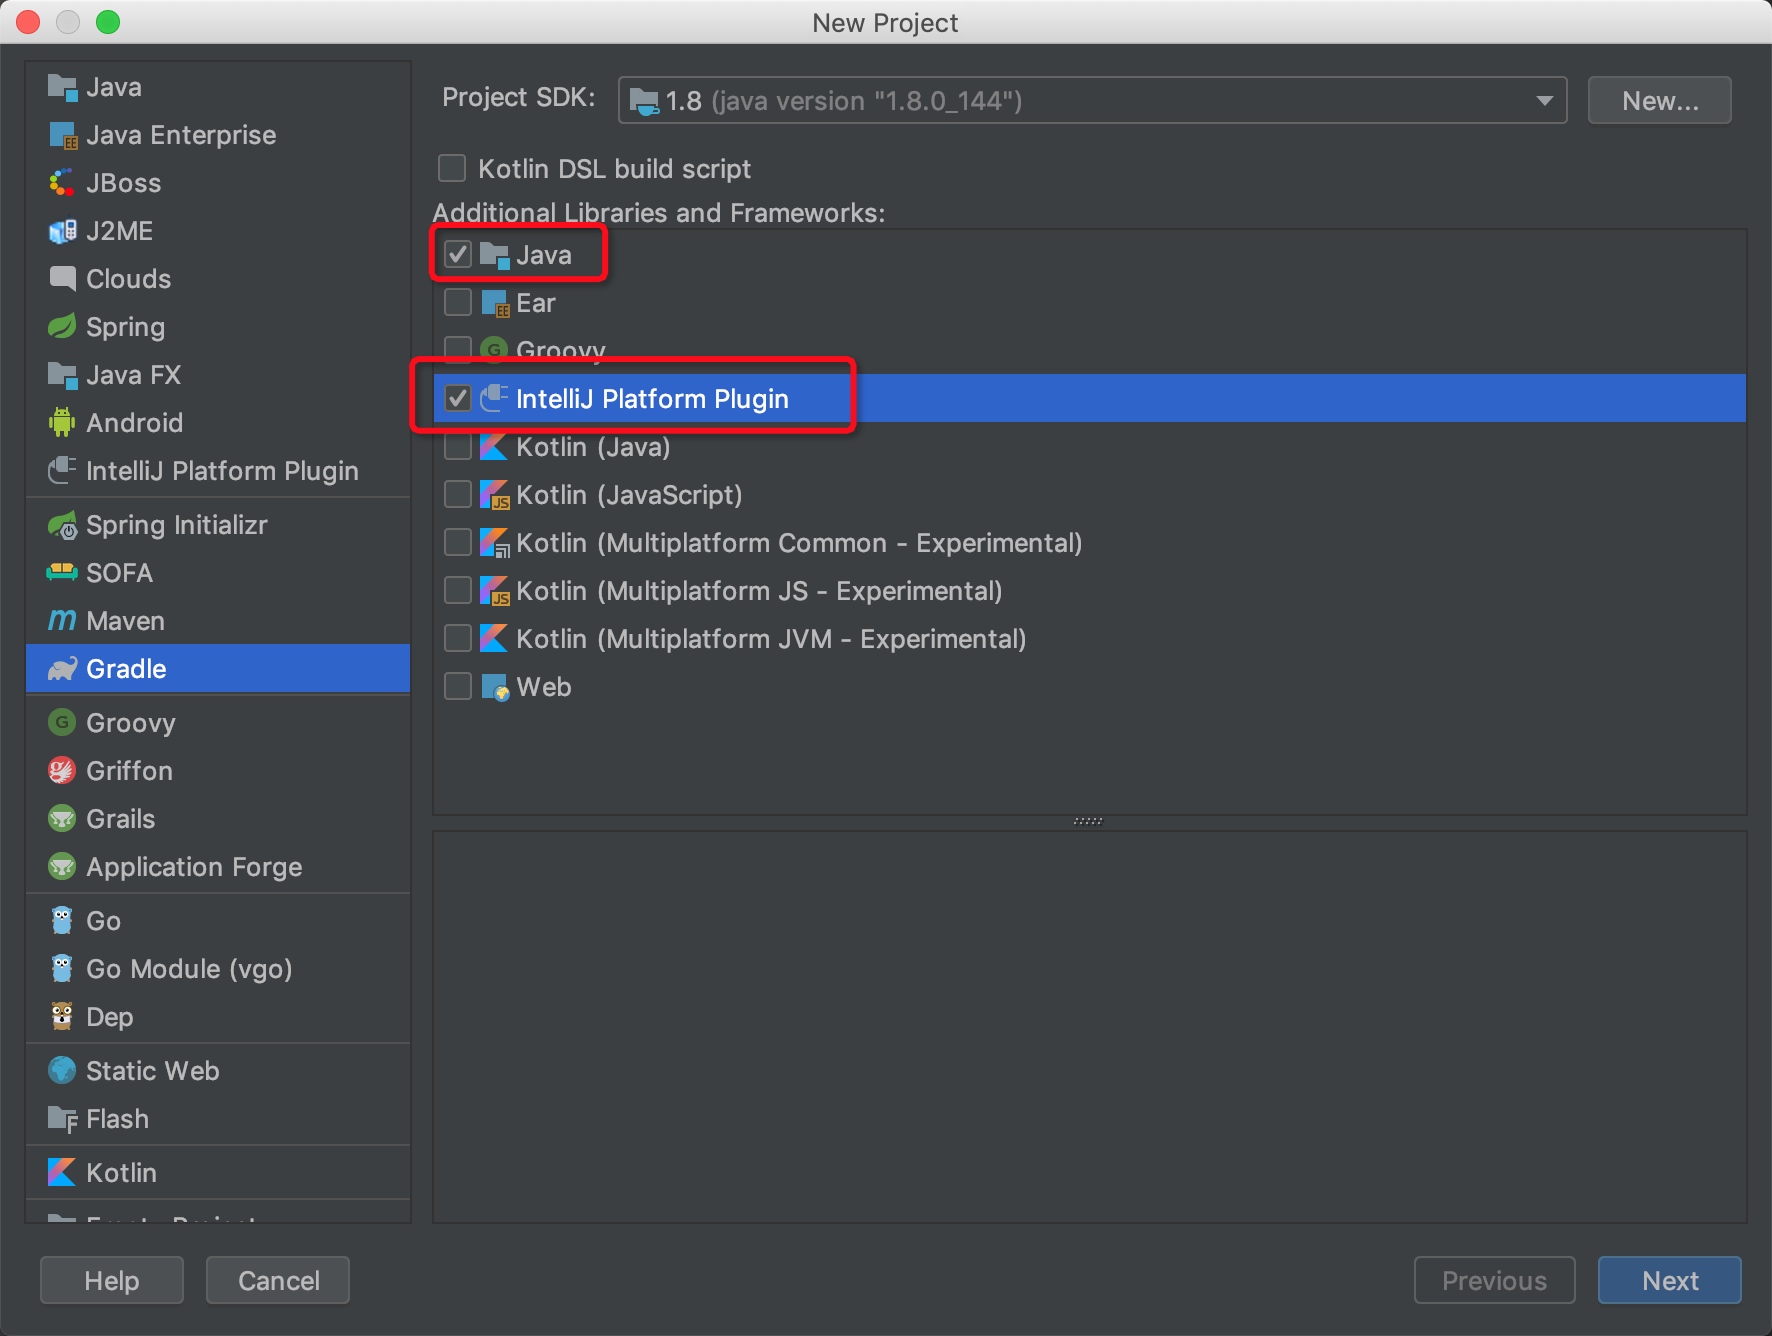 New Project
Java
Java Enterprise
JBoss
J2ME
Clouds
Spring
Java FX
Android
IntelliJ Platform Plugin
Spring Initializr
SOFA
Maven
Gradle
Groovy
Griffon
Grails
Application Forge
Go
Go Module (vgo)
Dep
Static Web
Flash
Kotlin
Empty Project
Project SDK: 1.8 (java version "1.8.0_144") New...
Kotlin DSL build script
Additional Libraries and Frameworks:
Java
Ear
Groovy
IntelliJ Platform Plugin
Kotlin (Java)
Kotlin (JavaScript)
Kotlin (Multiplatform Common - Experimental)
Kotlin (Multiplatform JS - Experimental)
Kotlin (Multiplatform JVM - Experimental)
Web
Help Cancel Previous Next